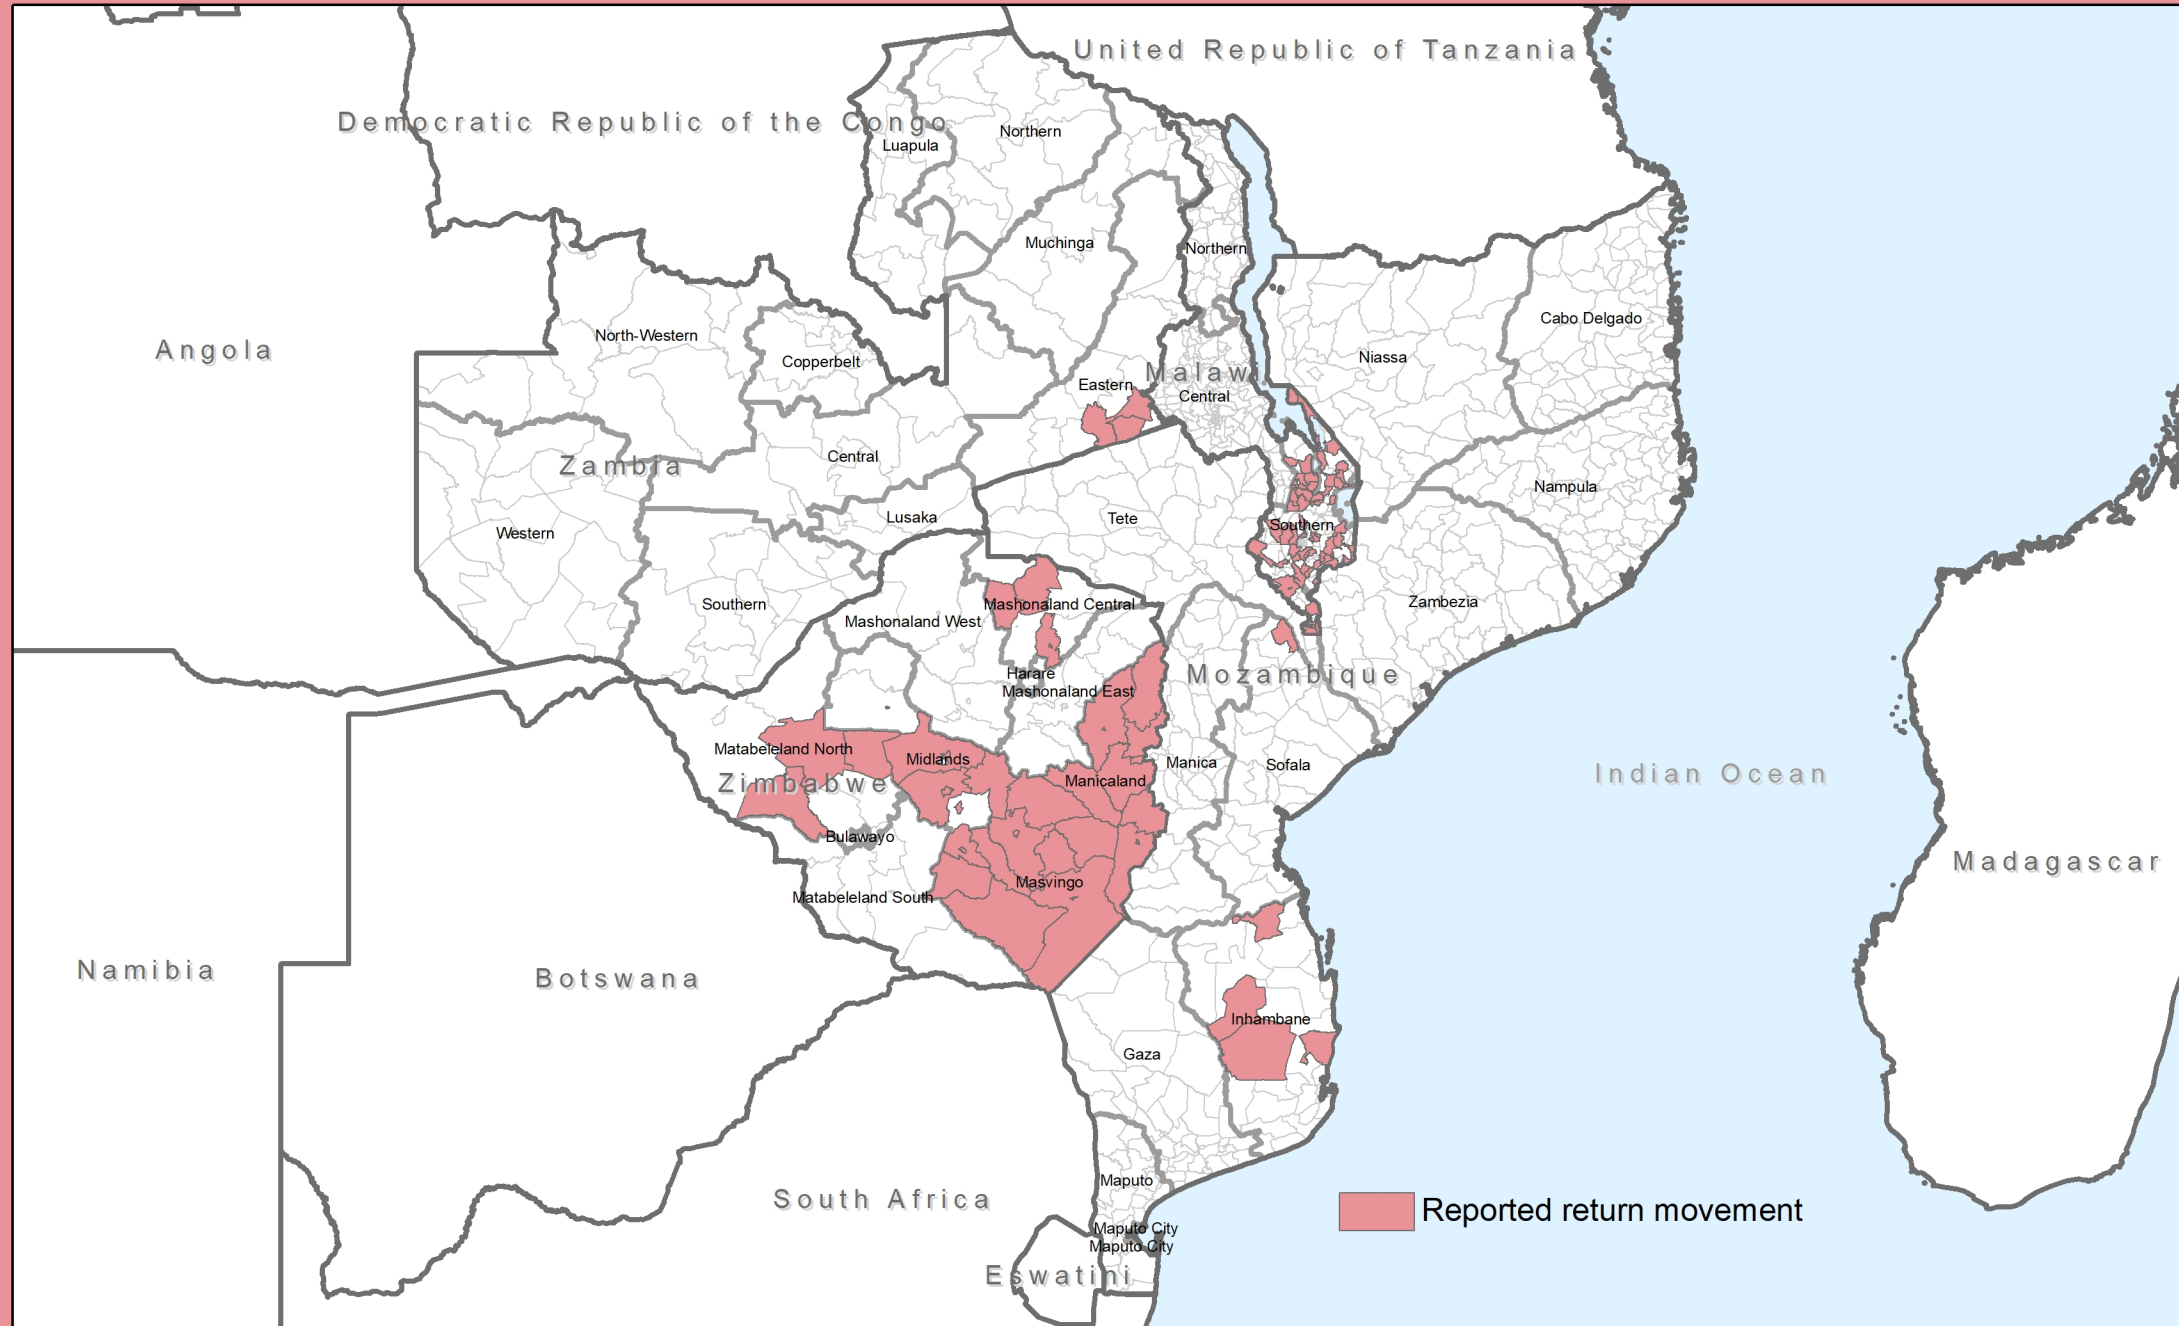 United Republic of Tanzania
Democratic Republic of the Congo
Northern
Luapula
Muchinga
Northern
Cabo Delgado
North-Western
Angola
Niassa
Copperbelt
Malawi
Eastern
Central
Central
Zambia
Nampula
Lusaka
Tete
Southern
Western
Zambezia
Southern
Mashonaland Central
Mashonaland West
Harare
Mozambique
Mashonaland East
Matabeleland North
Midlands
Manica
Sofala
Indian Ocean
Manicaland
Zimbabwe
Bulawayo
Madagascar
Masvingo
Matabeleland South
Namibia
Botswana
Inhambane
Gaza
Maputo
South Africa
Reported return movement
Maputo City
Maputo City
Eswatini